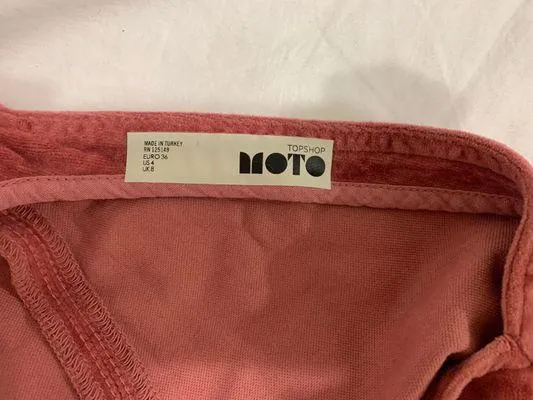 MADE IN TURKEY
RN 125149
EURO 36
US 4
UK 8
TOPSHOP
MOTO